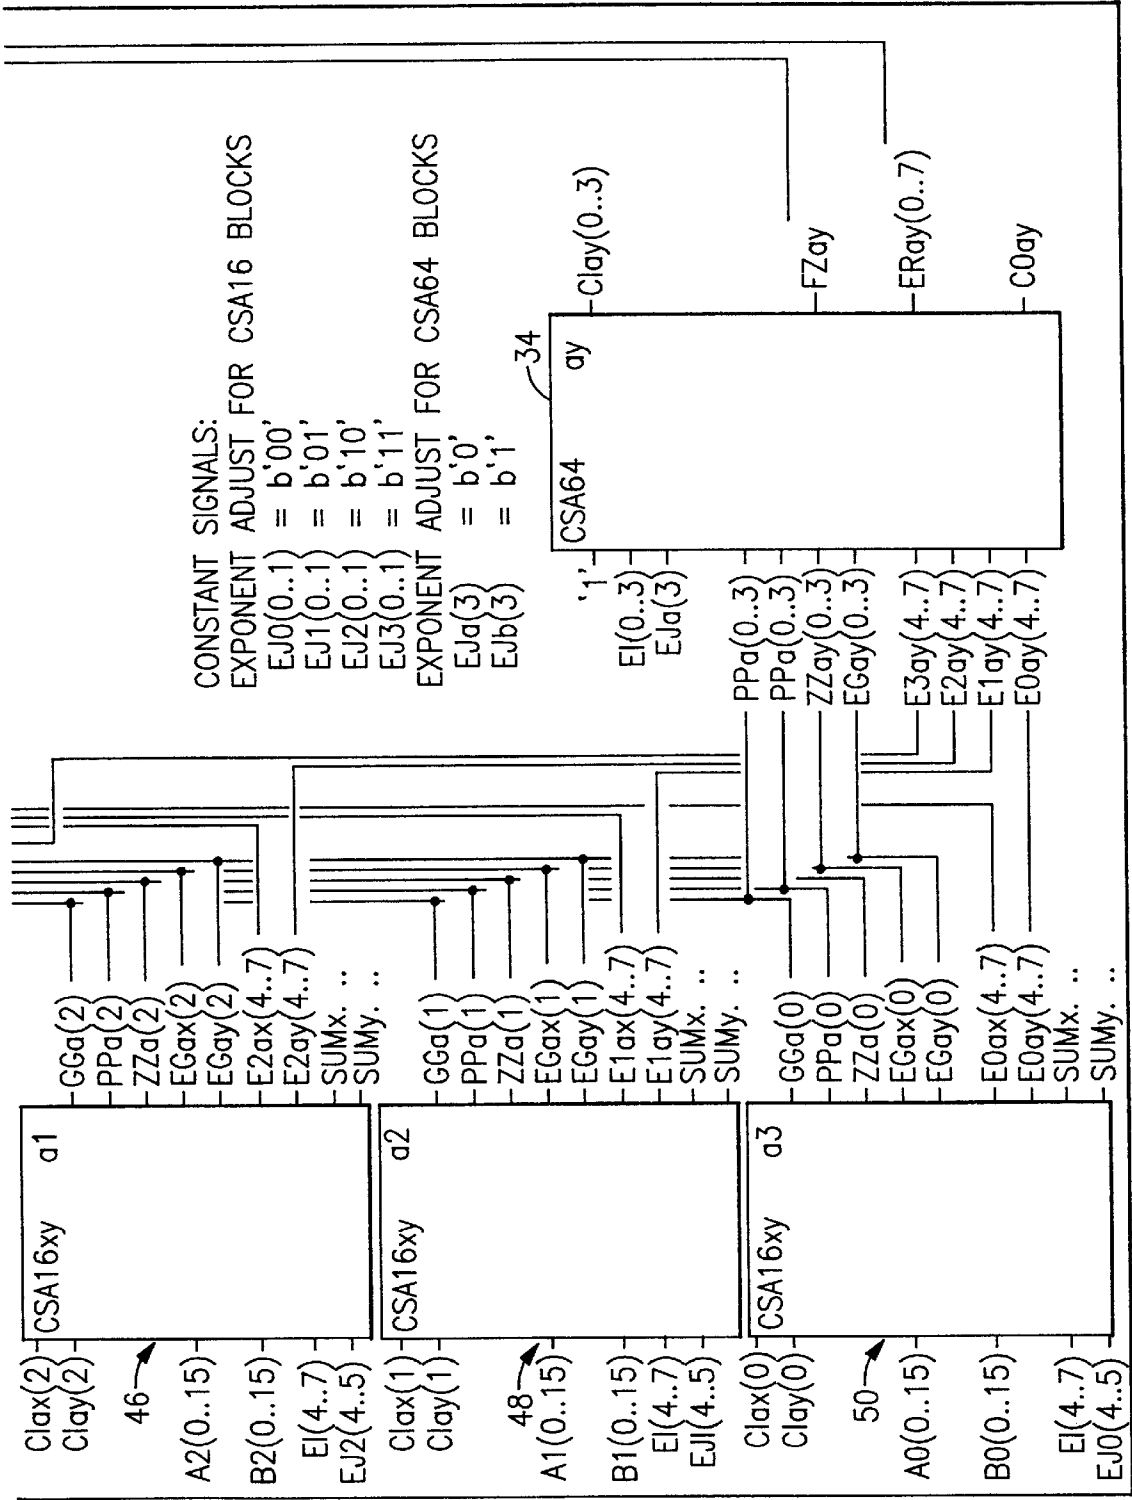 CONSTANT SIGNALS:
EXPONENT ADJUST FOR CSA16 BLOCKS
EJ0(0..1) = b'00'
EJ1(0..1) = b'01'
EJ2(0..1) = b'10'
EJ3(0..1) = b'11'
EXPONENT ADJUST FOR CSA64 BLOCKS
EJa(3) = b'0'
EJb(3) = b'1'
CIax(2)
CIay(2)
46
A2(0..15)
B2(0..15)
EI(4..7)
EJ2(4..5)
CSA16xy a1
GGa(2)
PPa(2)
ZZa(2)
EGax(2)
EGay(2)
E2ax(4..7)
E2ay(4..7)
SUMx. ..
SUMy. ..
CIax(1)
CIay(1)
48
A1(0..15)
B1(0..15)
EI(4..7)
EJI(4..5)
CSA16xy a2
GGa(1)
PPa(1)
ZZa(1)
EGax(1)
EGay(1)
E1ax(4..7)
E1ay(4..7)
SUMx. ..
SUMy. ..
CIax(0)
CIay(0)
50
A0(0..15)
B0(0..15)
EI(4..7)
EJ0(4..5)
CSA16xy a3
GGa(0)
PPa(0)
ZZa(0)
EGax(0)
EGay(0)
E0ax(4..7)
E0ay(4..7)
SUMx. ..
SUMy. ..
'1'
EI(0..3)
EJa(3)
PPa(0..3)
PPa(0..3)
ZZay(0..3)
EGay(0..3)
E3ay(4..7)
E2ay(4..7)
E1ay(4..7)
E0ay(4..7)
CSA64 ay
34
CIay(0..3)
FZay
ERay(0..7)
COay